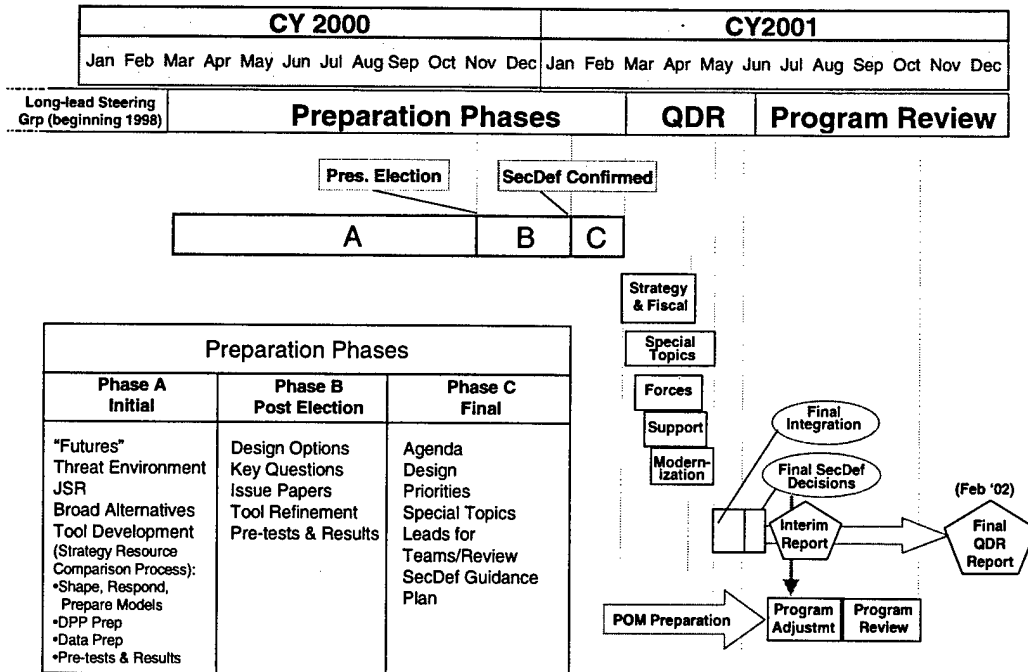 CY 2000 CY2001
Jan Feb Mar Apr May Jun Jul Aug Sep Oct Nov Dec Jan Feb Mar Apr May Jun Jul Aug Sep Oct Nov Dec
Long-lead Steering
Grp (beginning 1998)
Preparation Phases QDR Program Review
Pres. Election SecDef Confirmed
A B C
Strategy
& Fiscal
Special
Topics
Forces
Support
Modern-
ization
Final
Integration
Final SecDef
Decisions
Interim
Report
(Feb '02)
Final
QDR
Report
POM Preparation
Program
Adjustmt
Program
Review
Preparation Phases
Phase A
Initial
"Futures"
Threat Environment
JSR
Broad Alternatives
Tool Development
(Strategy Resource
Comparison Process):
•Shape, Respond,
Prepare Models
•DPP Prep
•Data Prep
•Pre-tests & Results
Phase B
Post Election
Design Options
Key Questions
Issue Papers
Tool Refinement
Pre-tests & Results
Phase C
Final
Agenda
Design
Priorities
Special Topics
Leads for
Teams/Review
SecDef Guidance
Plan